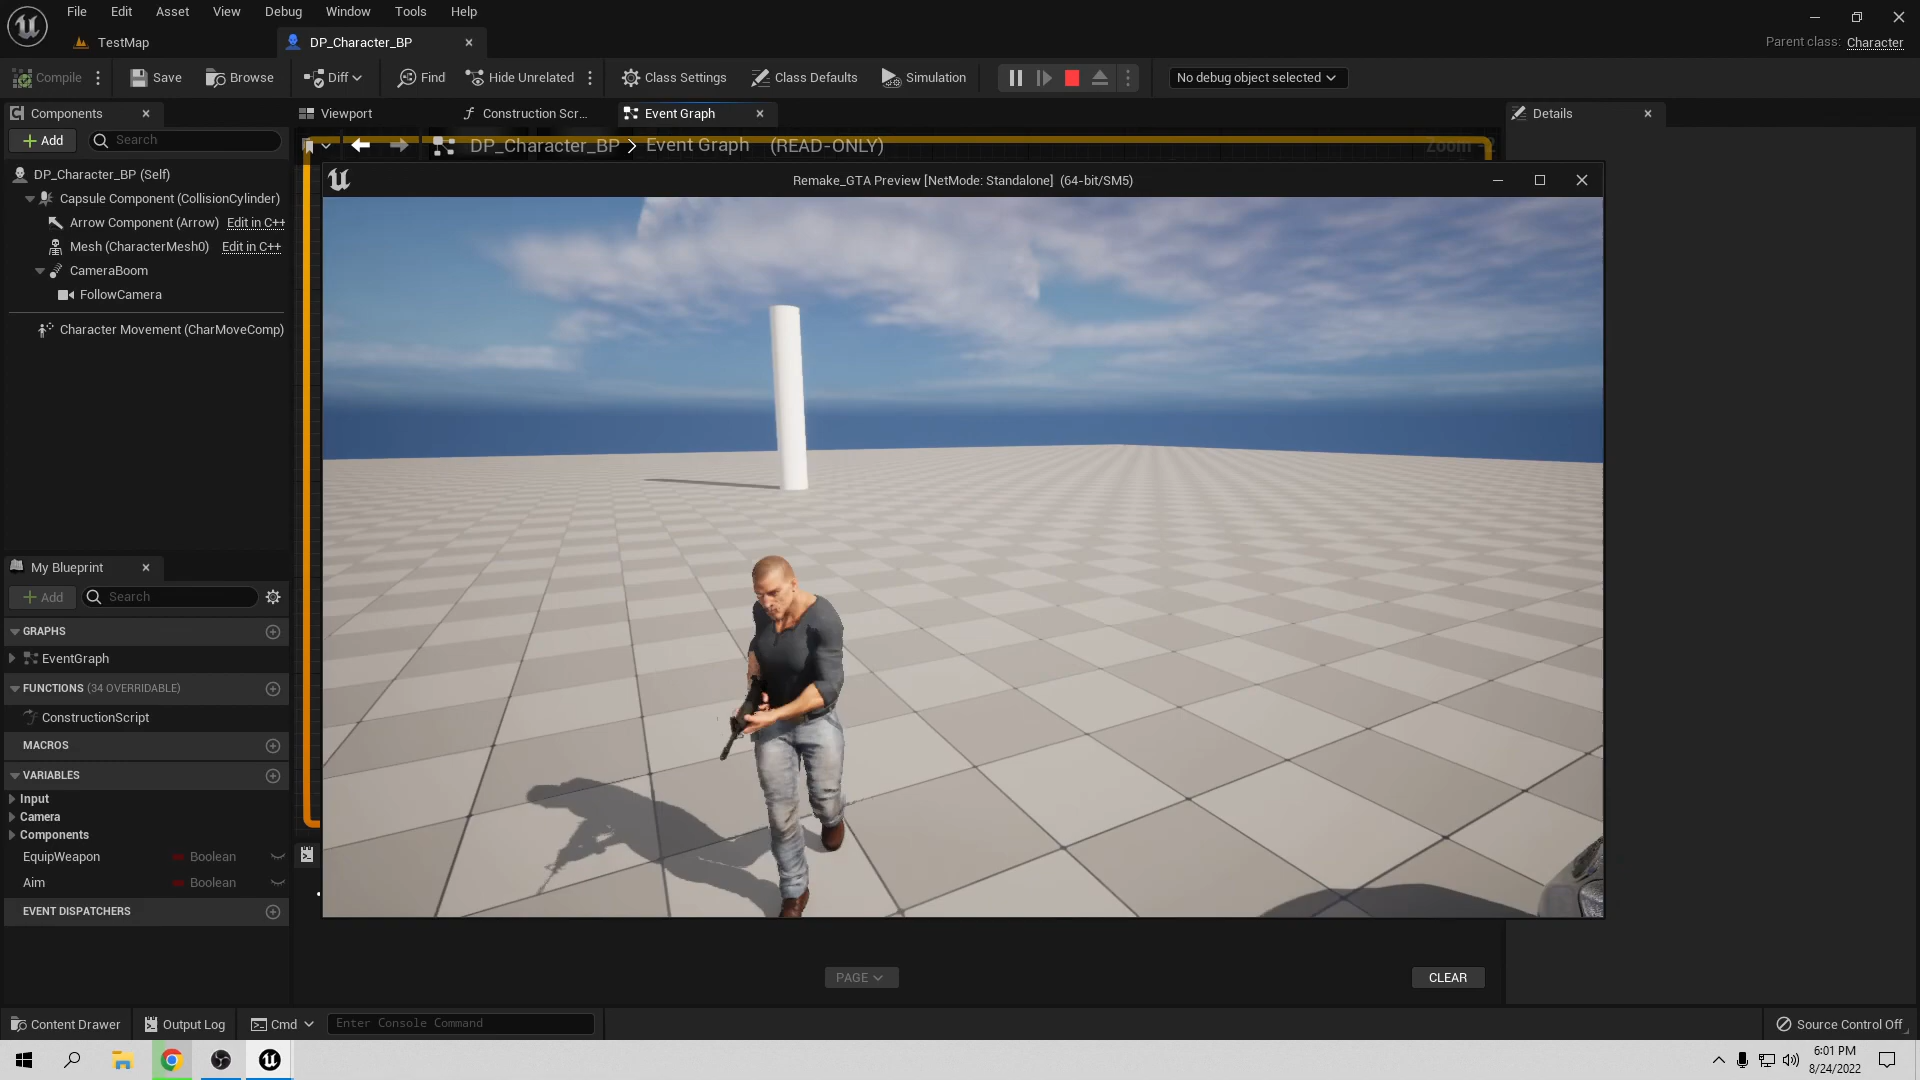 File Edit Asset View Debug Window Tools Help
TestMap
DP_Character_BP
Parent class: Character
Compile
Save
Browse
Diff
Find
Hide Unrelated
Class Settings
Class Defaults
Simulation
No debug object selected
Components
Viewport
Construction Scr...
Event Graph
Details
Add
Search
DP_Character_BP > Event Graph (READ-ONLY)
Zoom -2
DP_Character_BP (Self)
Remake_GTA Preview [NetMode: Standalone] (64-bit/SM5)
Capsule Component (CollisionCylinder)
Arrow Component (Arrow) Edit in C++
Mesh (CharacterMesh0) Edit in C++
CameraBoom
FollowCamera
Character Movement (CharMoveComp)
My Blueprint
Add
Search
GRAPHS
EventGraph
FUNCTIONS (34 OVERRIDABLE)
ConstructionScript
MACROS
VARIABLES
Input
Camera
Components
EquipWeapon Boolean
Aim Boolean
EVENT DISPATCHERS
PAGE
CLEAR
Content Drawer
Output Log
Cmd
Enter Console Command
Source Control Off
6:01 PM
8/24/2022